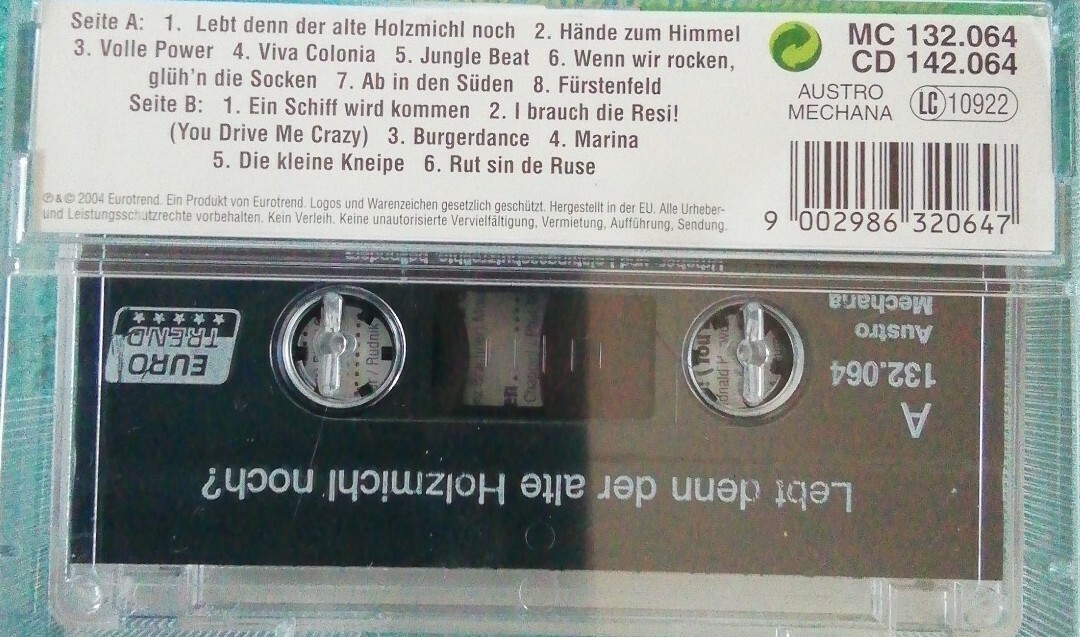 Seite A: 1. Lebt denn der alte Holzmichl noch 2. Hände zum Himmel
3. Volle Power 4. Viva Colonia 5. Jungle Beat 6. Wenn wir rocken,
glüh'n die Socken 7. Ab in den Süden 8. Fürstenfeld
Seite B: 1. Ein Schiff wird kommen 2. I brauch die Resi!
(You Drive Me Crazy) 3. Burgerdance 4. Marina
5. Die kleine Kneipe 6. Rut sin de Ruse
℗&© 2004 Eurotrend. Ein Produkt von Eurotrend. Logos und Warenzeichen gesetzlich geschützt. Hergestellt in der EU. Alle Urheber-
und Leistungsschutzrechte vorbehalten. Kein Verleih. Keine unautorisierte Vervielfältigung, Vermietung, Aufführung, Sendung.
MC 132.064
CD 142.064
AUSTRO
MECHANA
LC 10922
9 002986 320647
Lebt denn der alte Holzmichl noch?
A
132.064
Austro
Mechana
EURO
TREND